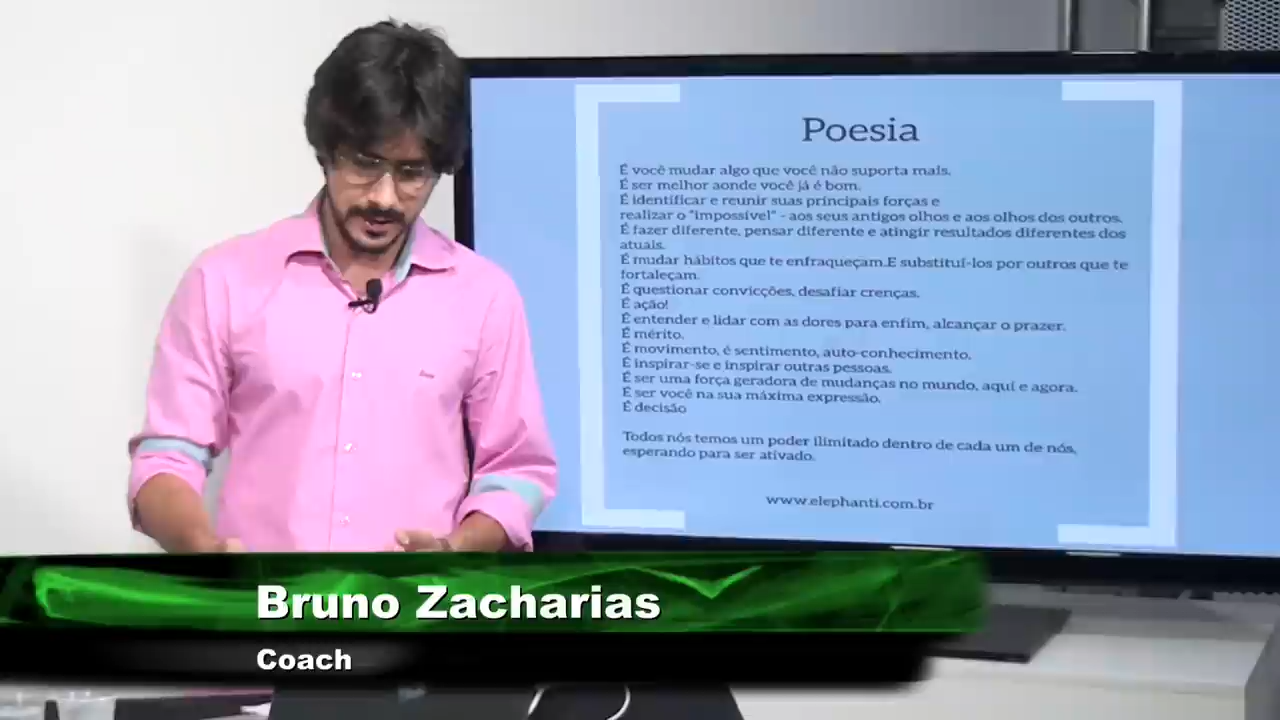 Poesia
É você mudar algo que você não suporta mais.
É ser melhor aonde você já é bom.
É identificar e reunir suas principais forças e
realizar o "impossível" - aos seus antigos olhos e aos olhos dos outros.
É fazer diferente, pensar diferente e atingir resultados diferentes dos
atuais.
É mudar hábitos que te enfraqueçam.E substituí-los por outros que te
fortaleçam.
É questionar convicções, desafiar crenças.
É ação!
É entender e lidar com as dores para enfim, alcançar o prazer.
É mérito.
É movimento, é sentimento, auto-conhecimento.
É inspirar-se e inspirar outras pessoas.
É ser uma força geradora de mudanças no mundo, aqui e agora.
É ser você na sua máxima expressão.
É decisão
Todos nós temos um poder ilimitado dentro de cada um de nós,
esperando para ser ativado.
www.elephanti.com.br
Bruno Zacharias
Coach